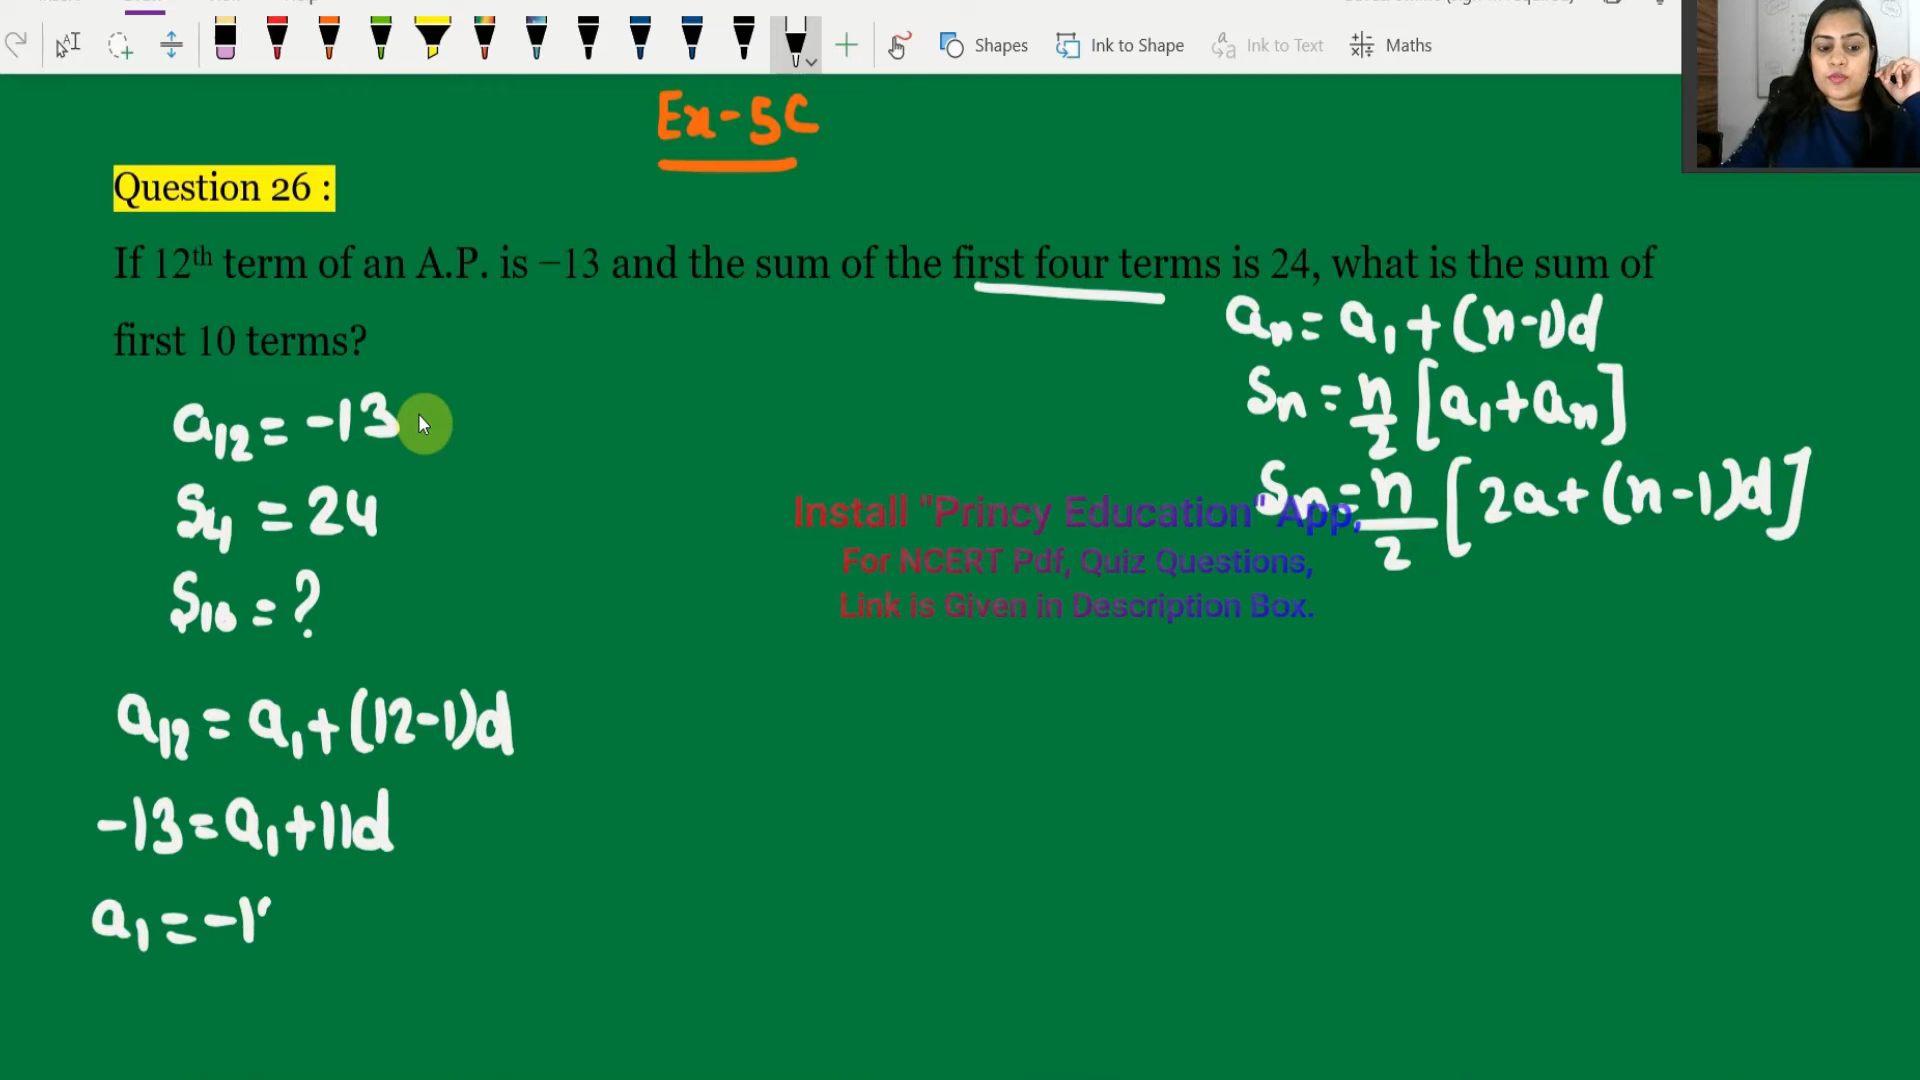 Shapes
Ink to Shape
Ink to Text
Maths
Ex-5C
Question 26 :
If 12th term of an A.P. is −13 and the sum of the first four terms is 24, what is the sum of
first 10 terms?
an = a1 + (n-1)d
Sn = n/2 [a1 + an]
Sn = n/2 [2a + (n-1)d]
a12 = -13
S4 = 24
S10 = ?
Install "Princy Education" App,
For NCERT Pdf, Quiz Questions,
Link is Given in Description Box.
a12 = a1 + (12-1)d
-13 = a1 + 11d
a1 = -1